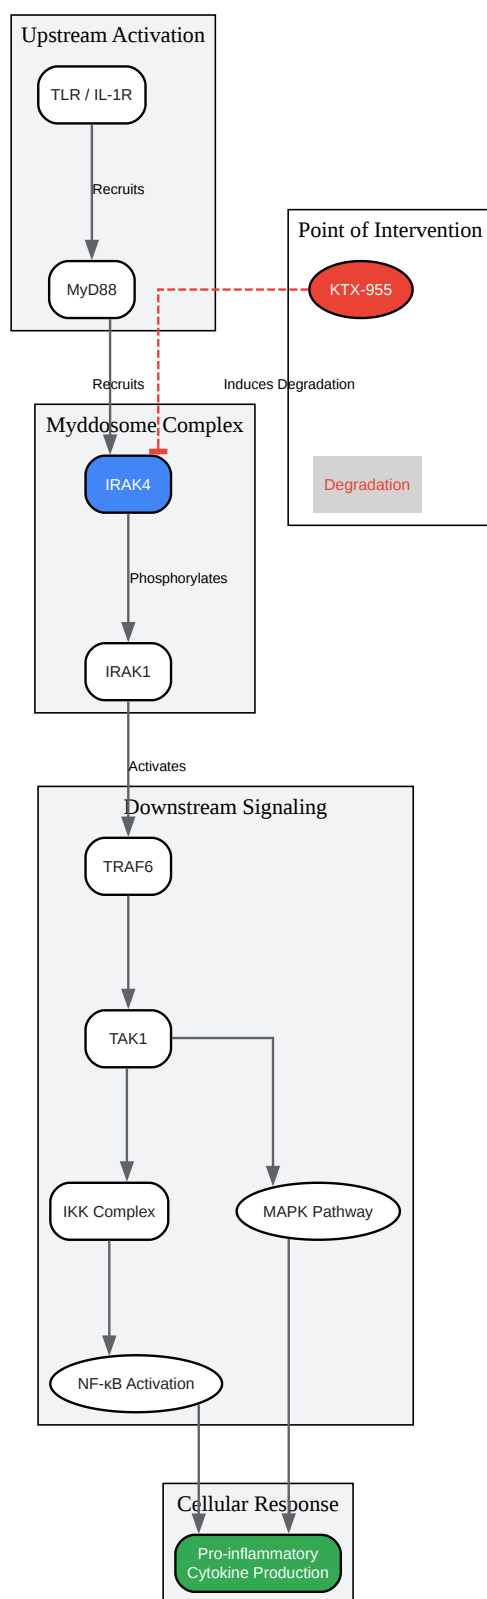 Upstream Activation
TLR / IL-1R
Recruits
Point of Intervention
MyD88
KTX-955
Recruits
Induces Degradation
Myddosome Complex
IRAK4
Degradation
Phosphorylates
IRAK1
Activates
Downstream Signaling
TRAF6
TAK1
IKK Complex
MAPK Pathway
NF-κB Activation
Cellular Response
Pro-inflammatory
Cytokine Production